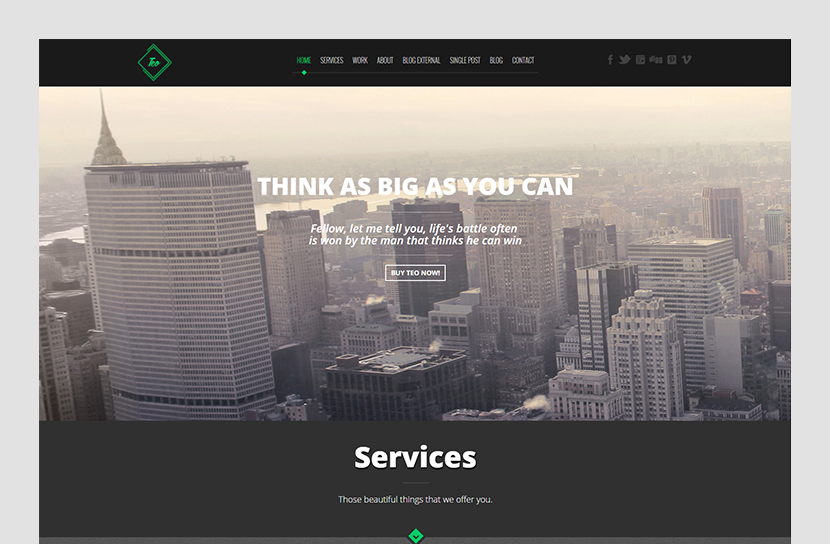 Teo
HOME SERVICES WORK ABOUT BLOG EXTERNAL SINGLE POST BLOG CONTACT
THINK AS BIG AS YOU CAN
Fellow, let me tell you, life's battle often
is won by the man that thinks he can win
BUY TEO NOW!
Services
Those beautiful things that we offer you.